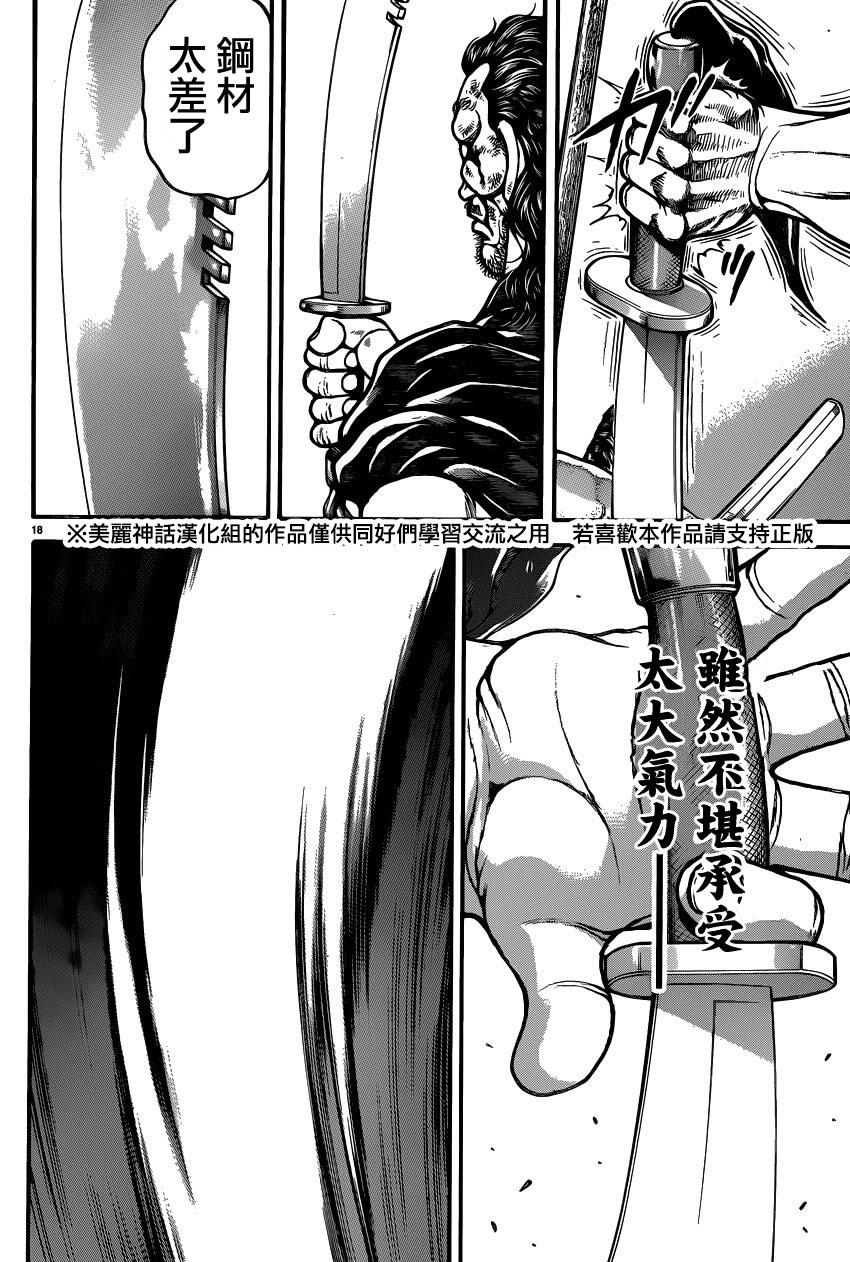 ガッ
鋼材
太差了
18
※美麗神話漢化組的作品僅供同好們學習交流之用　若喜歡本作品請支持正版
雖然不堪承受
太大氣力——